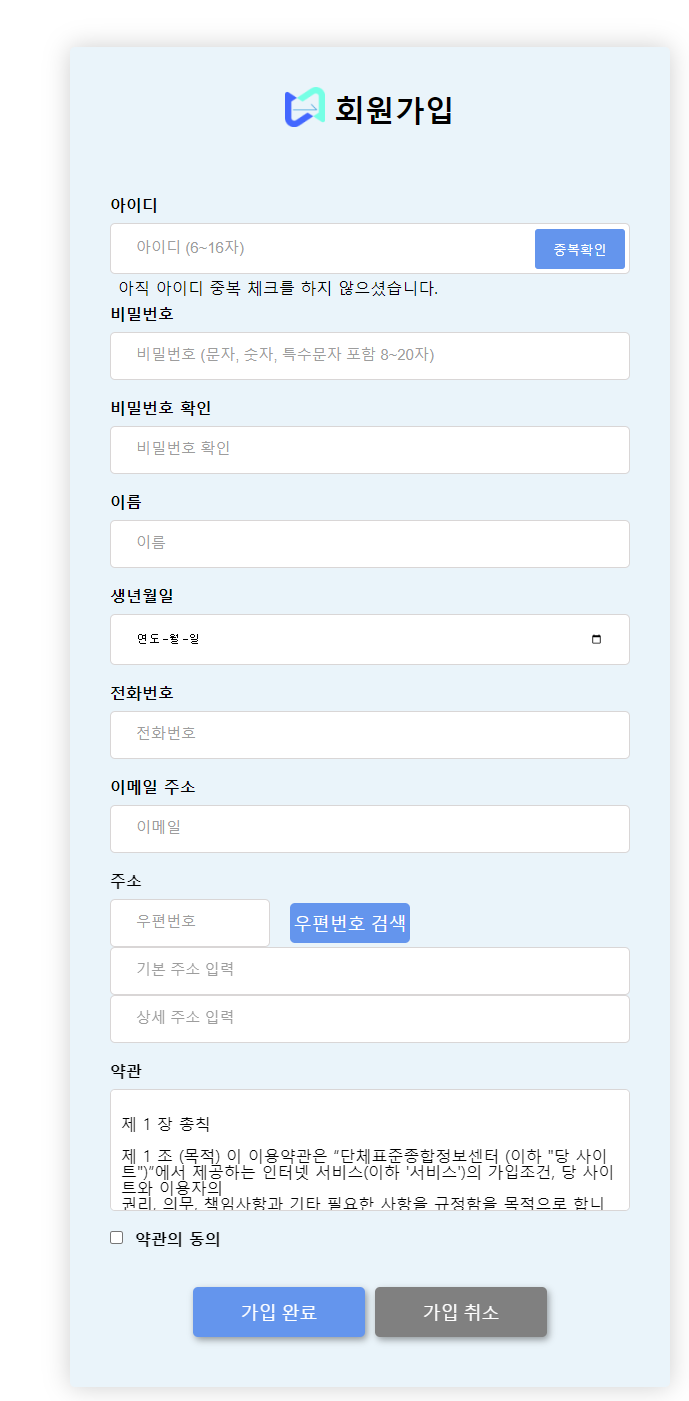 회원가입
아이디
아이디 (6~16자)
중복확인
아직 아이디 중복 체크를 하지 않으셨습니다.
비밀번호
비밀번호 (문자, 숫자, 특수문자 포함 8~20자)
비밀번호 확인
비밀번호 확인
이름
이름
생년월일
연도-월-일
전화번호
전화번호
이메일 주소
이메일
주소
우편번호
우편번호 검색
기본 주소 입력
상세 주소 입력
약관
제 1 장 총칙
제 1 조 (목적) 이 이용약관은 “단체표준종합정보센터 (이하 "당 사이
트")”에서 제공하는 인터넷 서비스(이하 '서비스')의 가입조건, 당 사이
트와 이용자의
권리, 의무, 책임사항과 기타 필요한 사항을 규정함을 목적으로 합니
약관의 동의
가입 완료
가입 취소